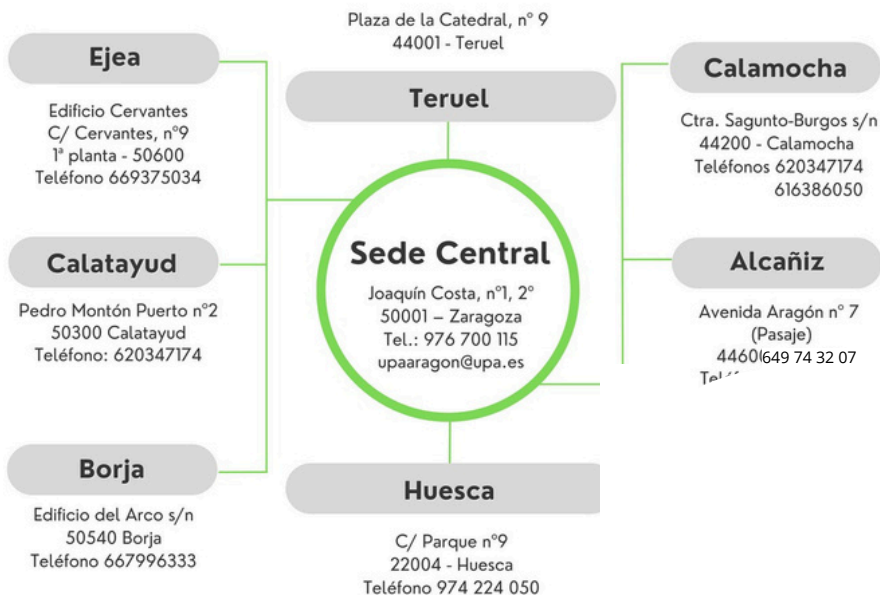 Plaza de la Catedral, nº 9
44001 - Teruel
Teruel
Ejea
Edificio Cervantes
C/ Cervantes, nº9
1ª planta - 50600
Teléfono 669375034
Calatayud
Pedro Montón Puerto nº2
50300 Calatayud
Teléfono: 620347174
Borja
Edificio del Arco s/n
50540 Borja
Teléfono 667996333
Sede Central
Joaquín Costa, nº1, 2º
50001 – Zaragoza
Tel.: 976 700 115
upaaragon@upa.es
Huesca
C/ Parque nº9
22004 - Huesca
Teléfono 974 224 050
Calamocha
Ctra. Sagunto-Burgos s/n
44200 - Calamocha
Teléfonos 620347174
616386050
Alcañiz
Avenida Aragón nº 7
(Pasaje)
649 74 32 07